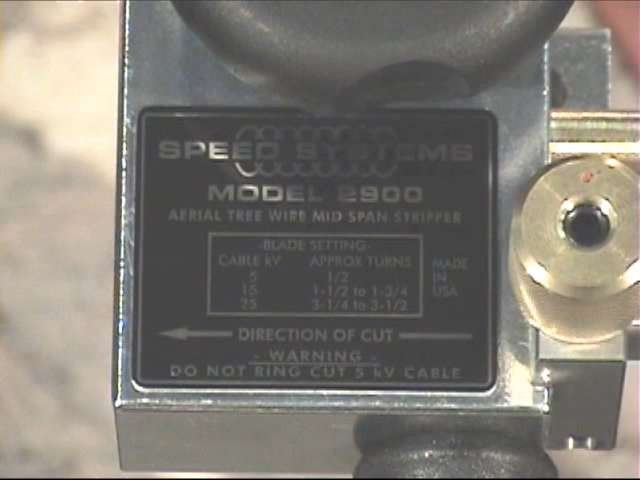 SPEED SYSTEMS
MODEL 2900
AERIAL TREE WIRE MID SPAN STRIPPER
-BLADE SETTING-
CABLE kV APPROX TURNS
5 1/2
15 1-1/2 to 1-3/4
25 3-1/4 to 3-1/2
MADE
IN
USA
DIRECTION OF CUT
- WARNING -
DO NOT RING CUT 5 kV CABLE